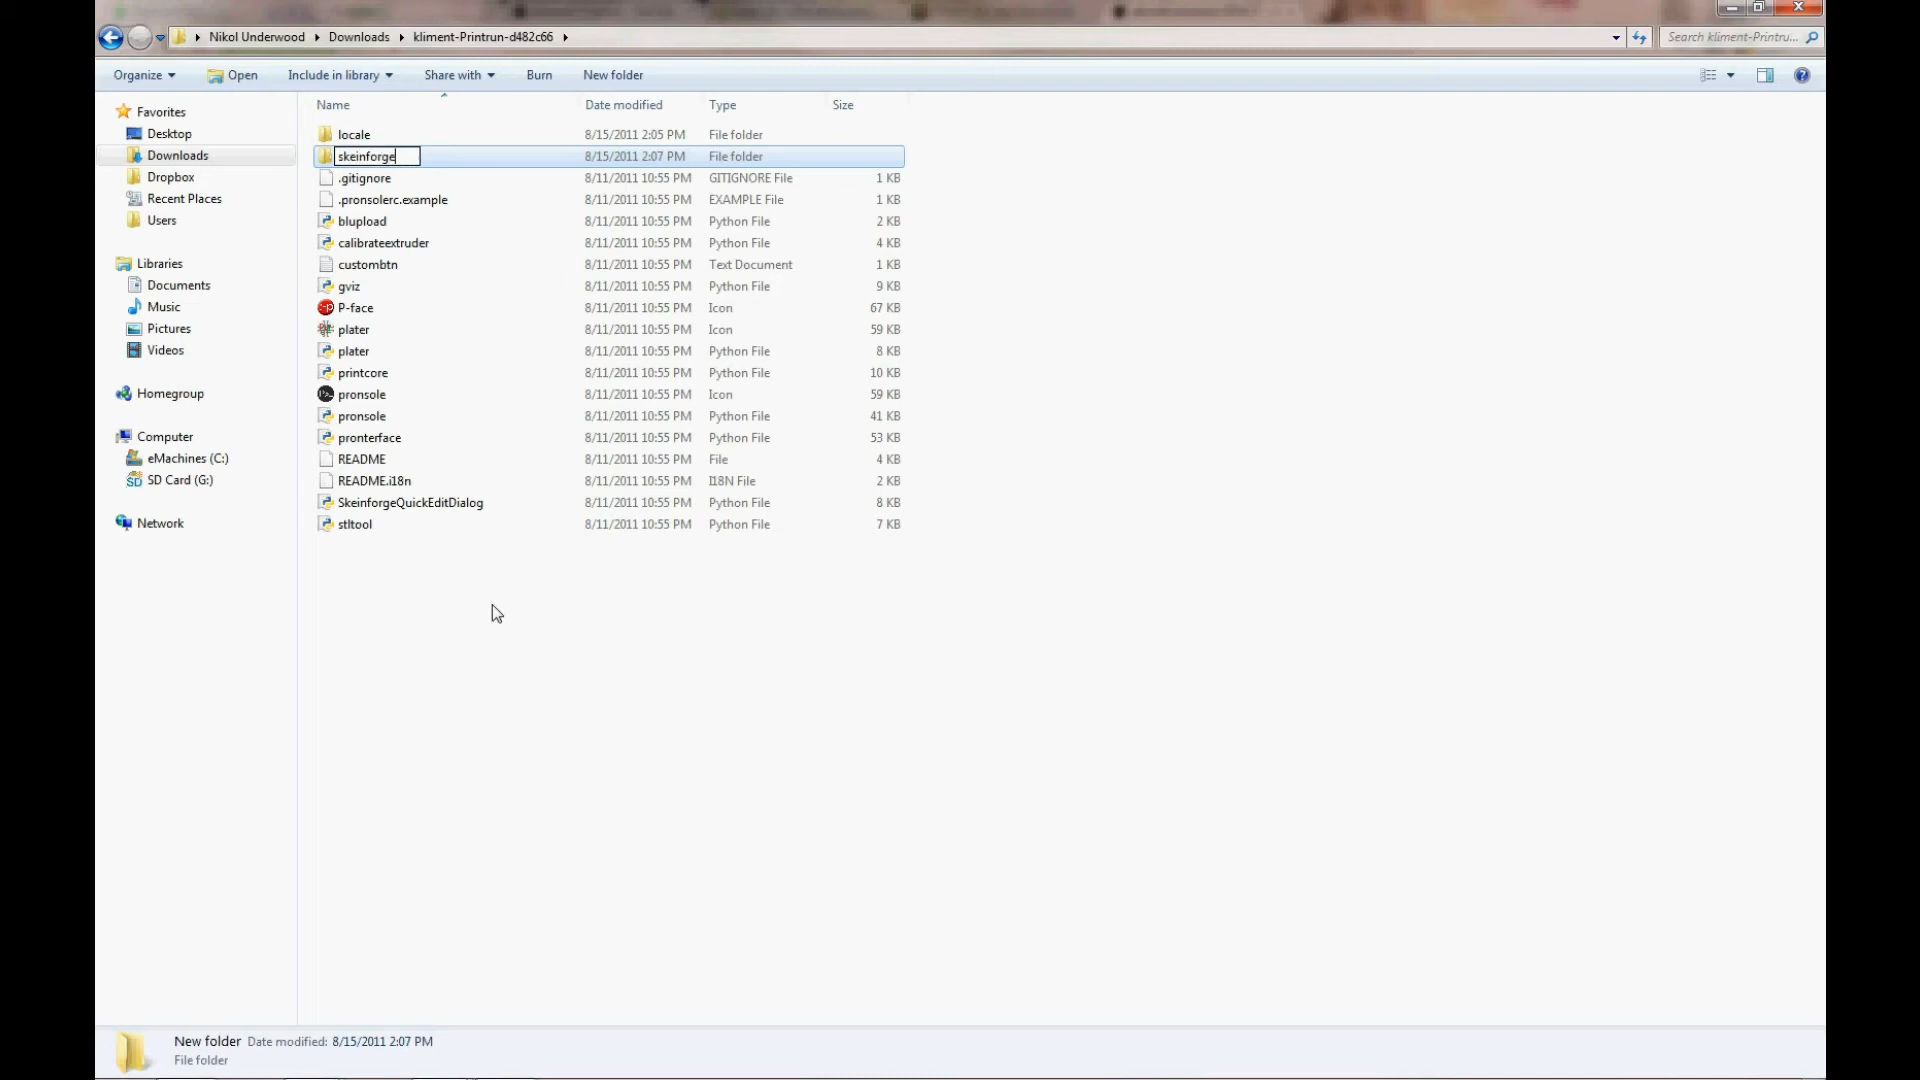 Nikol Underwood Downloads kliment-Printrun-d482c66 Search kliment-Printru...
Organize Open Include in library Share with Burn New folder
Name Date modified Type Size
Favorites
Desktop
Downloads
Dropbox
Recent Places
Users
Libraries
Documents
Music
Pictures
Videos
Homegroup
Computer
eMachines (C:)
SD Card (G:)
Network
locale 8/15/2011 2:05 PM File folder
skeinforge 8/15/2011 2:07 PM File folder
.gitignore 8/11/2011 10:55 PM GITIGNORE File 1 KB
.pronsolerc.example 8/11/2011 10:55 PM EXAMPLE File 1 KB
blupload 8/11/2011 10:55 PM Python File 2 KB
calibrateextruder 8/11/2011 10:55 PM Python File 4 KB
custombtn 8/11/2011 10:55 PM Text Document 1 KB
gviz 8/11/2011 10:55 PM Python File 9 KB
P-face 8/11/2011 10:55 PM Icon 67 KB
plater 8/11/2011 10:55 PM Icon 59 KB
plater 8/11/2011 10:55 PM Python File 8 KB
printcore 8/11/2011 10:55 PM Python File 10 KB
pronsole 8/11/2011 10:55 PM Icon 59 KB
pronsole 8/11/2011 10:55 PM Python File 41 KB
pronterface 8/11/2011 10:55 PM Python File 53 KB
README 8/11/2011 10:55 PM File 4 KB
README.i18n 8/11/2011 10:55 PM I18N File 2 KB
SkeinforgeQuickEditDialog 8/11/2011 10:55 PM Python File 8 KB
stltool 8/11/2011 10:55 PM Python File 7 KB
New folder Date modified: 8/15/2011 2:07 PM
File folder